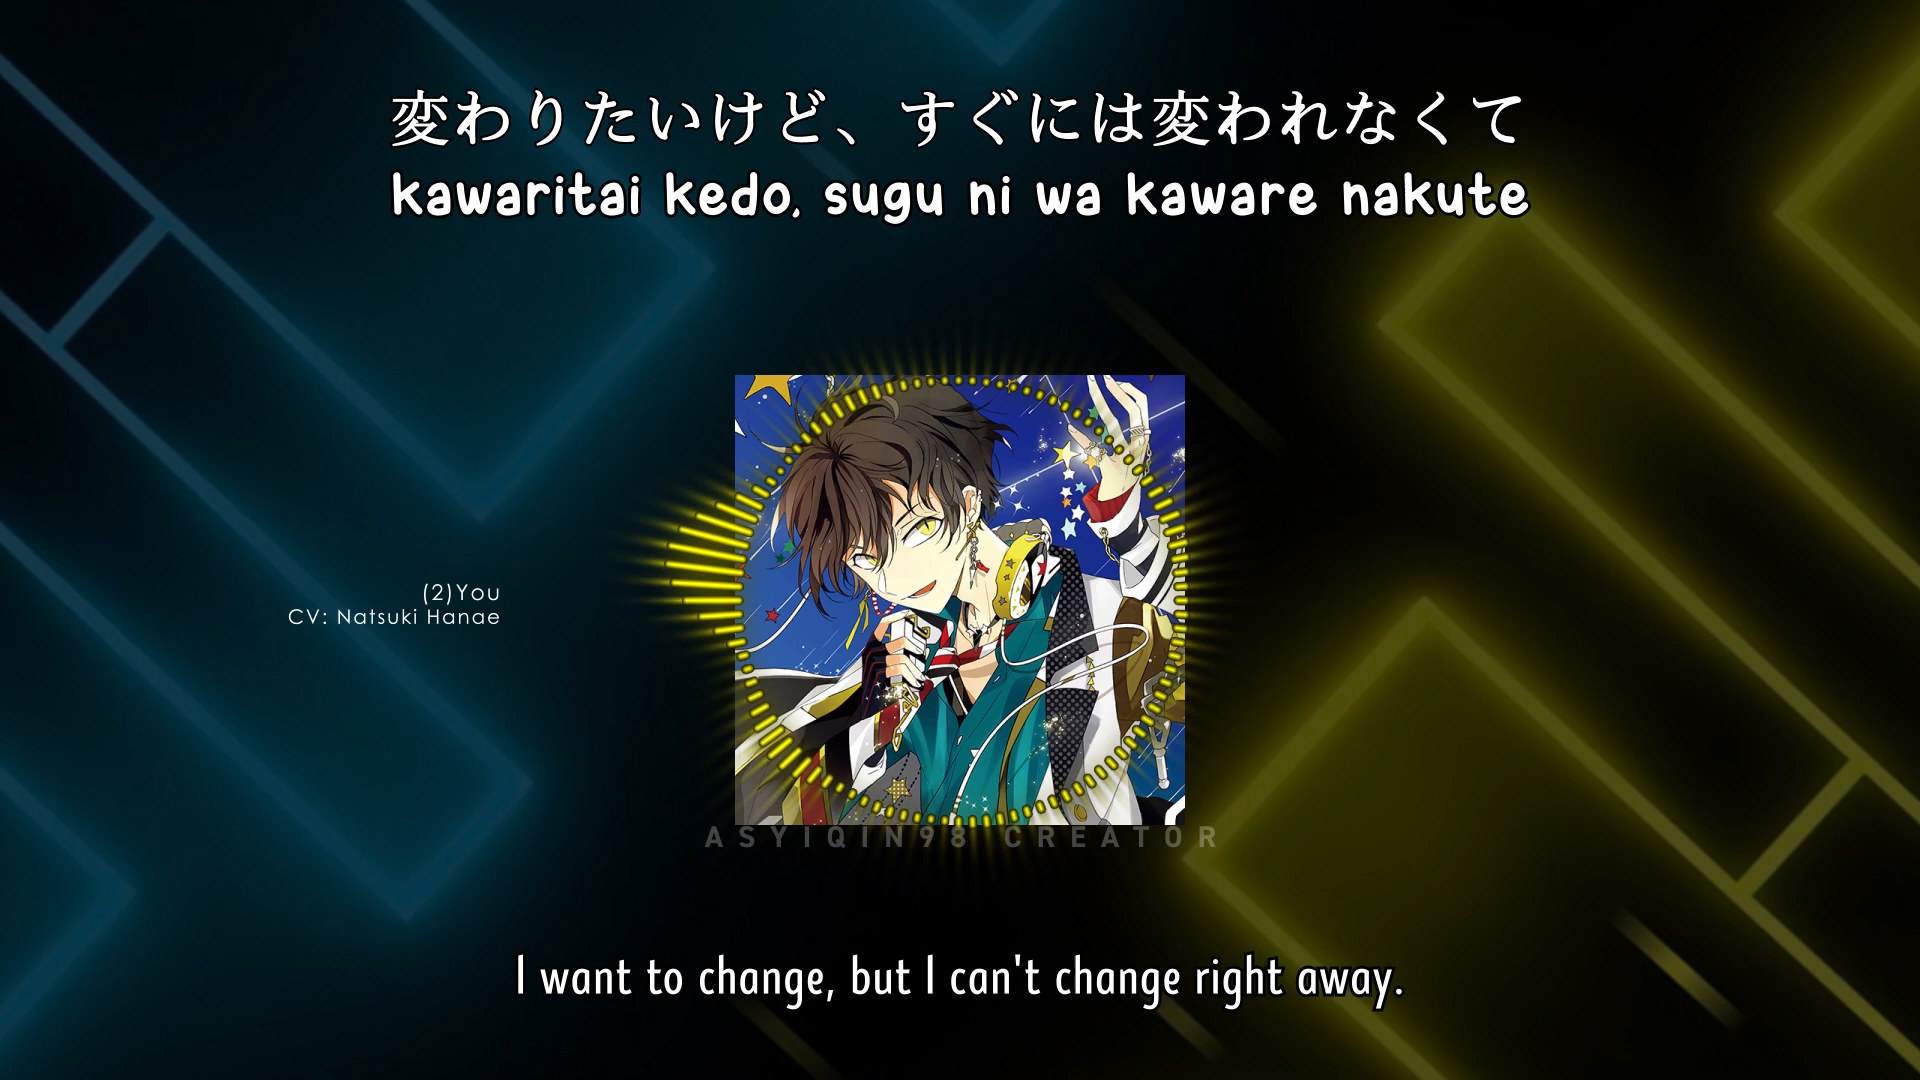 変わりたいけど、すぐには変われなくて
kawaritai kedo, sugu ni wa kaware nakute
(2)You
CV: Natsuki Hanae
ASYIQIN98 CREATOR
I want to change, but I can't change right away.